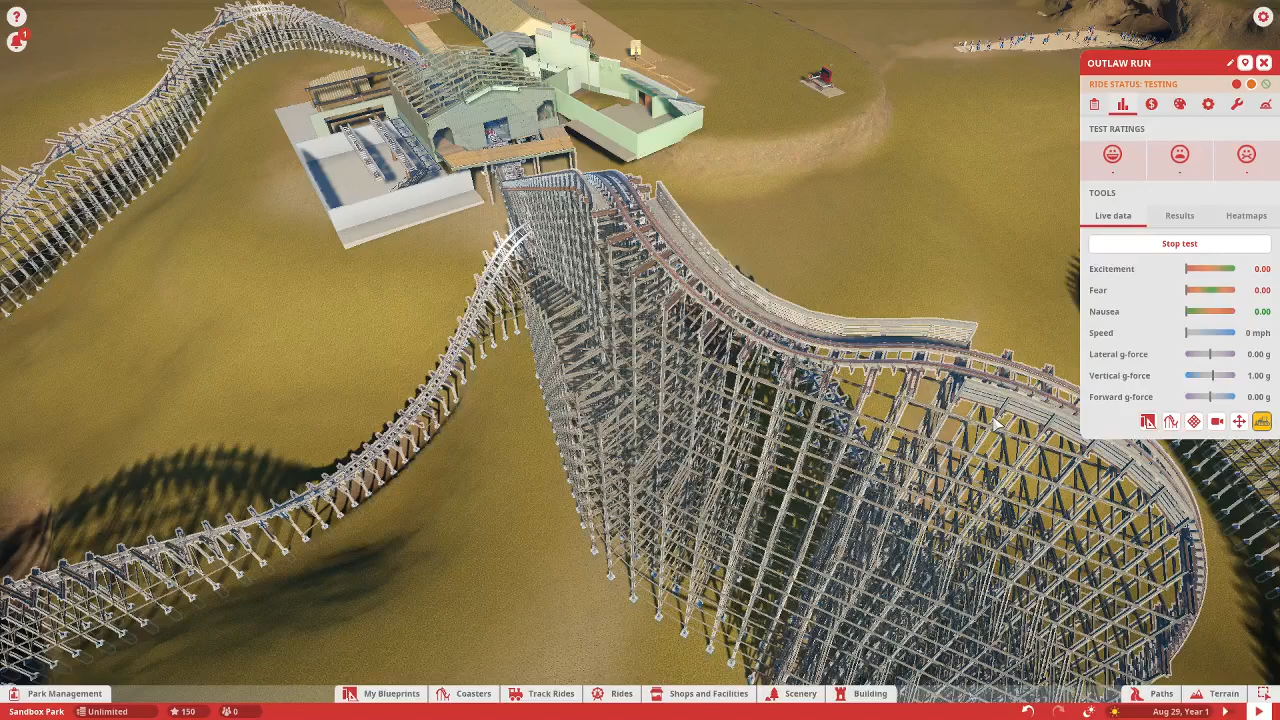 ?
1
OUTLAW RUN
RIDE STATUS: TESTING
TEST RATINGS
- - -
TOOLS
Live data Results Heatmaps
Stop test
Excitement 0.00
Fear 0.00
Nausea 0.00
Speed 0 mph
Lateral g-force 0.00 g
Vertical g-force 1.00 g
Forward g-force 0.00 g
Park Management My Blueprints Coasters Track Rides Rides Shops and Facilities Scenery Building Paths Terrain
Sandbox Park Unlimited 150 0 Aug 29, Year 1